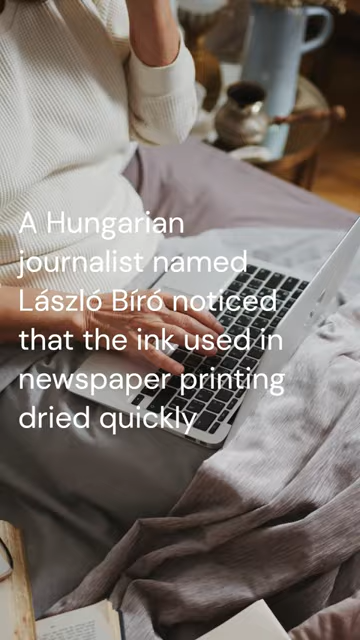 A Hungarian
journalist named
László Bíró noticed
that the ink used in
newspaper printing
dried quickly